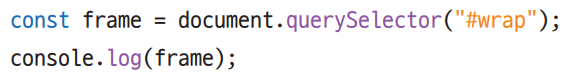 const frame = document.querySelector("#wrap");
console.log(frame);